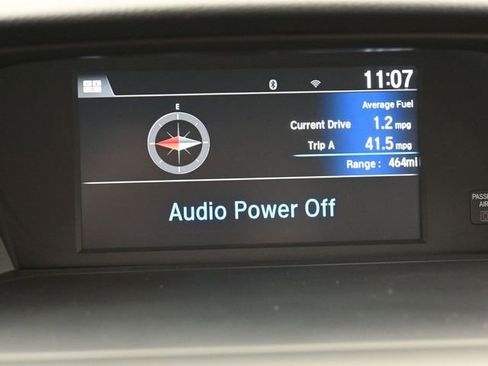 11:07
E
Average Fuel
Current Drive 1.2 mpg
Trip A 41.5 mpg
Range : 464mi
Audio Power Off